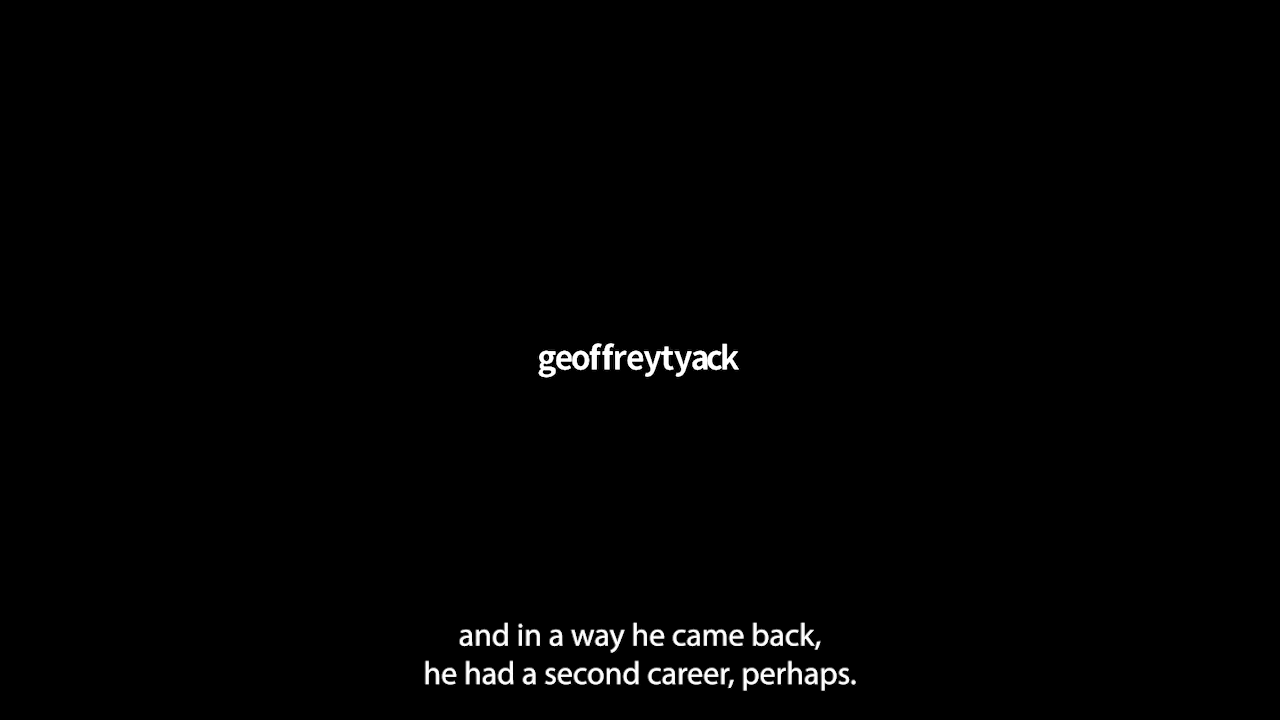 geoffreytyack
and in a way he came back,
he had a second career, perhaps.